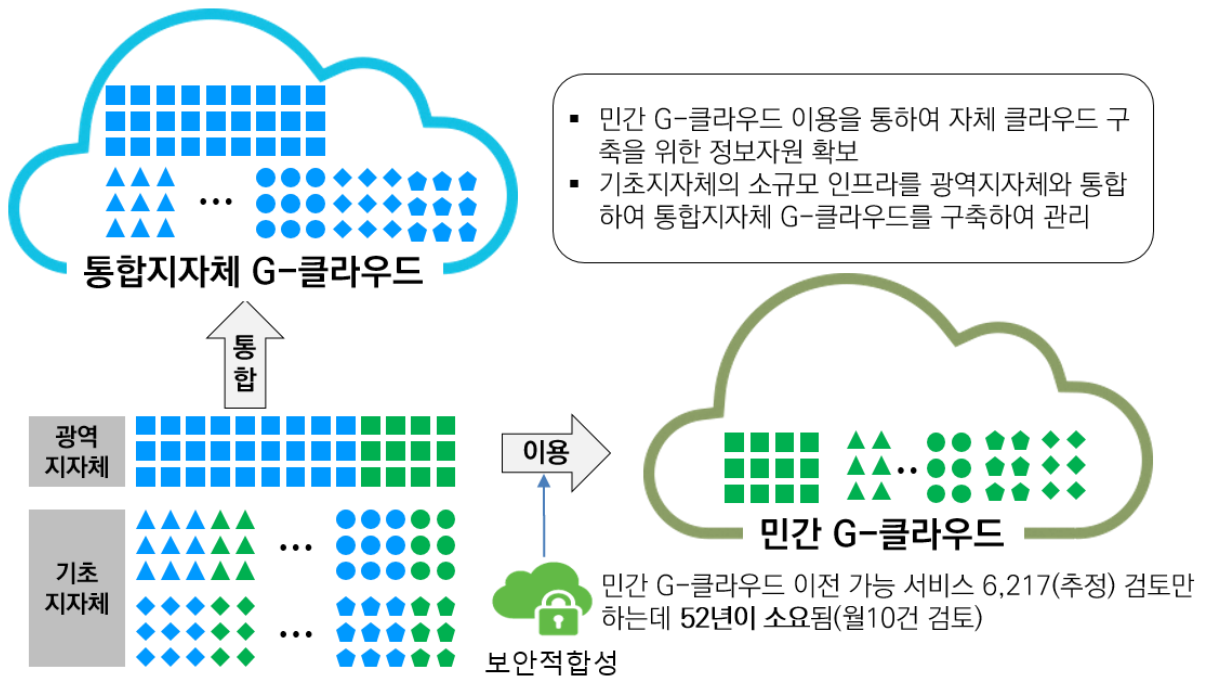 ▪ 민간 G-클라우드 이용을 통하여 자체 클라우드 구
축을 위한 정보자원 확보
▪ 기초지자체의 소규모 인프라를 광역지자체와 통합
하여 통합지자체 G-클라우드를 구축하여 관리
통합지자체 G-클라우드
통
합
광역
지자체
이용
기초
지자체
민간 G-클라우드
민간 G-클라우드 이전 가능 서비스 6,217(추정) 검토만
하는데 52년이 소요됨(월10건 검토)
보안적합성